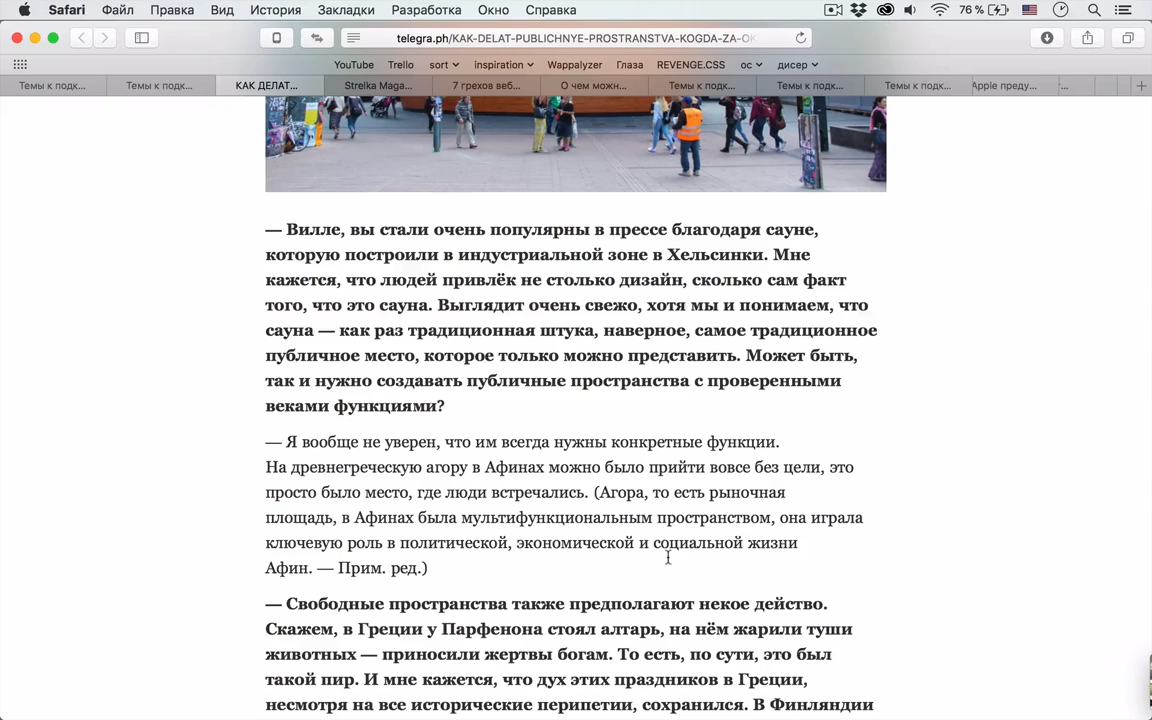 Safari Файл Правка Вид История Закладки Разработка Окно Справка 76 %
telegra.ph/KAK-DELAT-PUBLICHNYE-PROSTRANSTVA-KOGDA-ZA-OK
YouTube Trello sort inspiration Wappalyzer Глаза REVENGE.CSS ос дисер
Темы к подк... Темы к подк... КАК ДЕЛАТ... Strelka Maga... 7 грехов веб... О чем можн... Темы к подк... Темы к подк... Темы к подк... Apple преду...
— Вилле, вы стали очень популярны в прессе благодаря сауне,
которую построили в индустриальной зоне в Хельсинки. Мне
кажется, что людей привлёк не столько дизайн, сколько сам факт
того, что это сауна. Выглядит очень свежо, хотя мы и понимаем, что
сауна — как раз традиционная штука, наверное, самое традиционное
публичное место, которое только можно представить. Может быть,
так и нужно создавать публичные пространства с проверенными
веками функциями?
— Я вообще не уверен, что им всегда нужны конкретные функции.
На древнегреческую агору в Афинах можно было прийти вовсе без цели, это
просто было место, где люди встречались. (Агора, то есть рыночная
площадь, в Афинах была мультифункциональным пространством, она играла
ключевую роль в политической, экономической и социальной жизни
Афин. — Прим. ред.)
— Свободные пространства также предполагают некое действо.
Скажем, в Греции у Парфенона стоял алтарь, на нём жарили туши
животных — приносили жертвы богам. То есть, по сути, это был
такой пир. И мне кажется, что дух этих праздников в Греции,
несмотря на все исторические перипетии, сохранился. В Финляндии